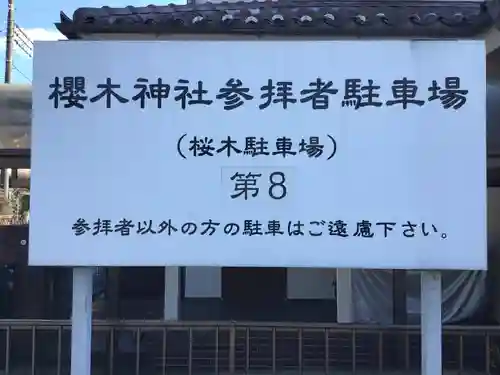 櫻木神社参拝者駐車場
（桜木駐車場）
第8
参拝者以外の方の駐車はご遠慮下さい。